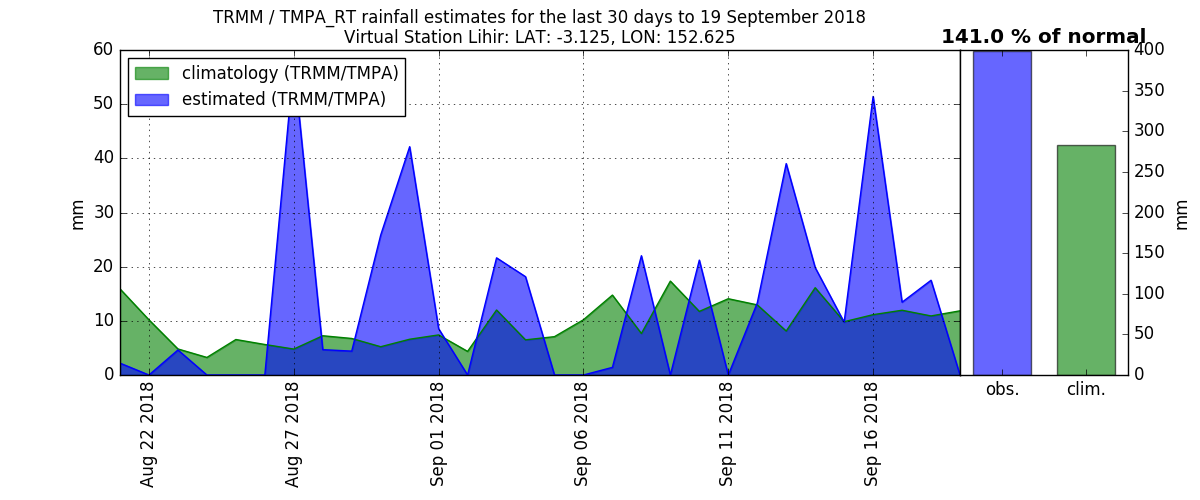 TRMM / TMPA_RT rainfall estimates for the last 30 days to 19 September 2018
Virtual Station Lihir: LAT: -3.125, LON: 152.625
141.0 % of normal
climatology (TRMM/TMPA)
estimated (TRMM/TMPA)
60
50
40
30
20
10
0
mm
Aug 22 2018
Aug 27 2018
Sep 01 2018
Sep 06 2018
Sep 11 2018
Sep 16 2018
400
350
300
250
200
150
100
50
0
mm
obs.
clim.